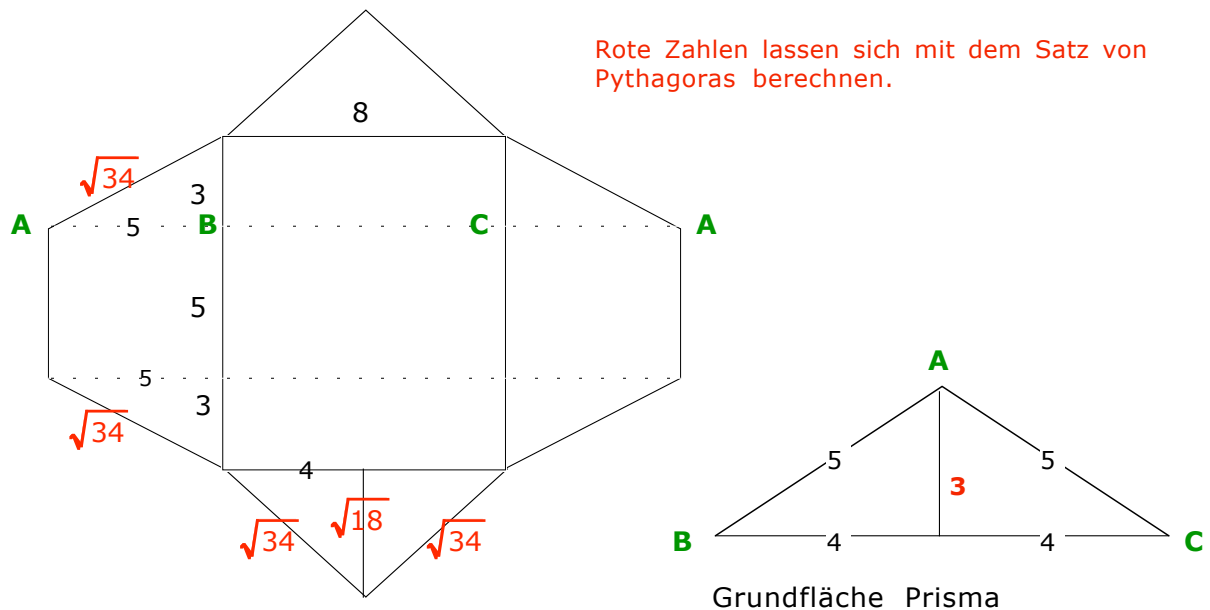 Rote Zahlen lassen sich mit dem Satz von
Pythagoras berechnen.
8
√34
3
A
5
B
C
A
5
5
3
√34
4
√18
√34
√34
A
5
5
3
B
4
4
C
Grundfläche Prisma